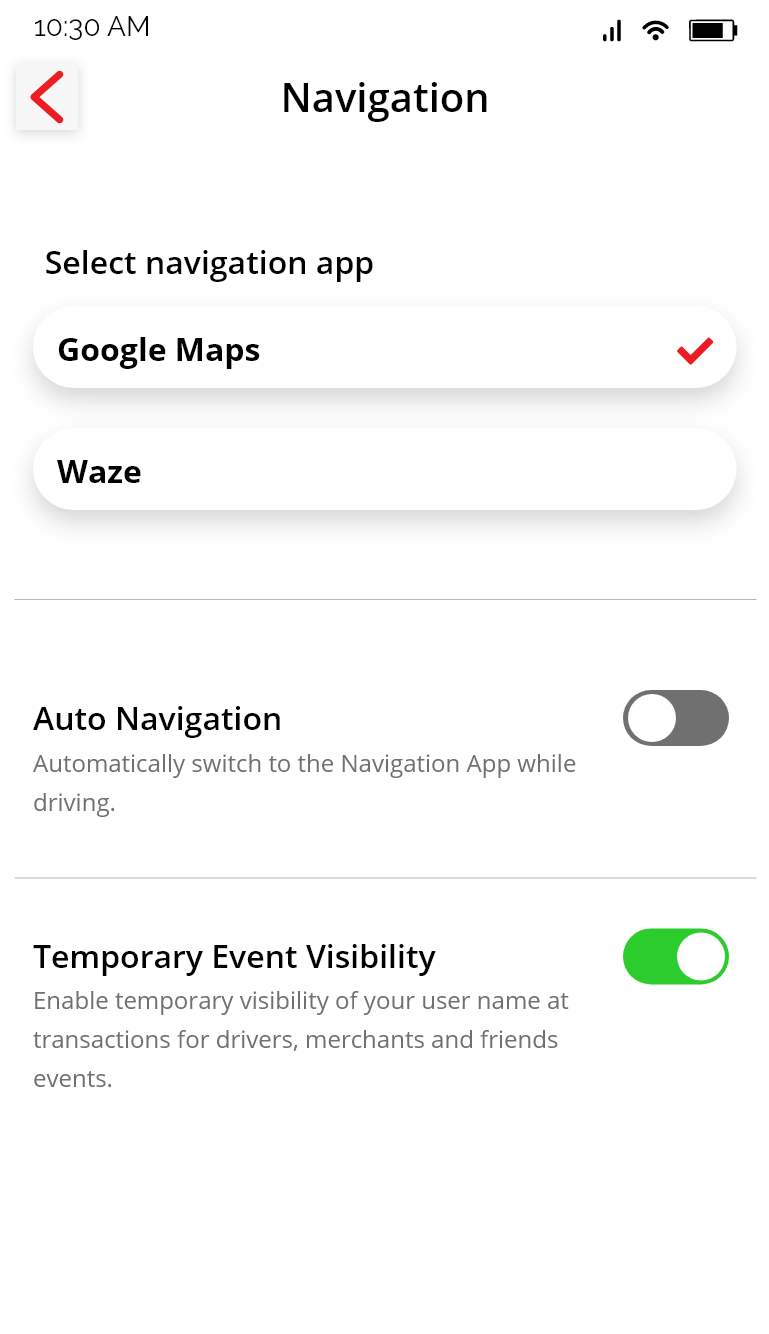 10:30 AM
Navigation
Select navigation app
Google Maps
Waze
Auto Navigation
Automatically switch to the Navigation App while
driving.
Temporary Event Visibility
Enable temporary visibility of your user name at
transactions for drivers, merchants and friends
events.